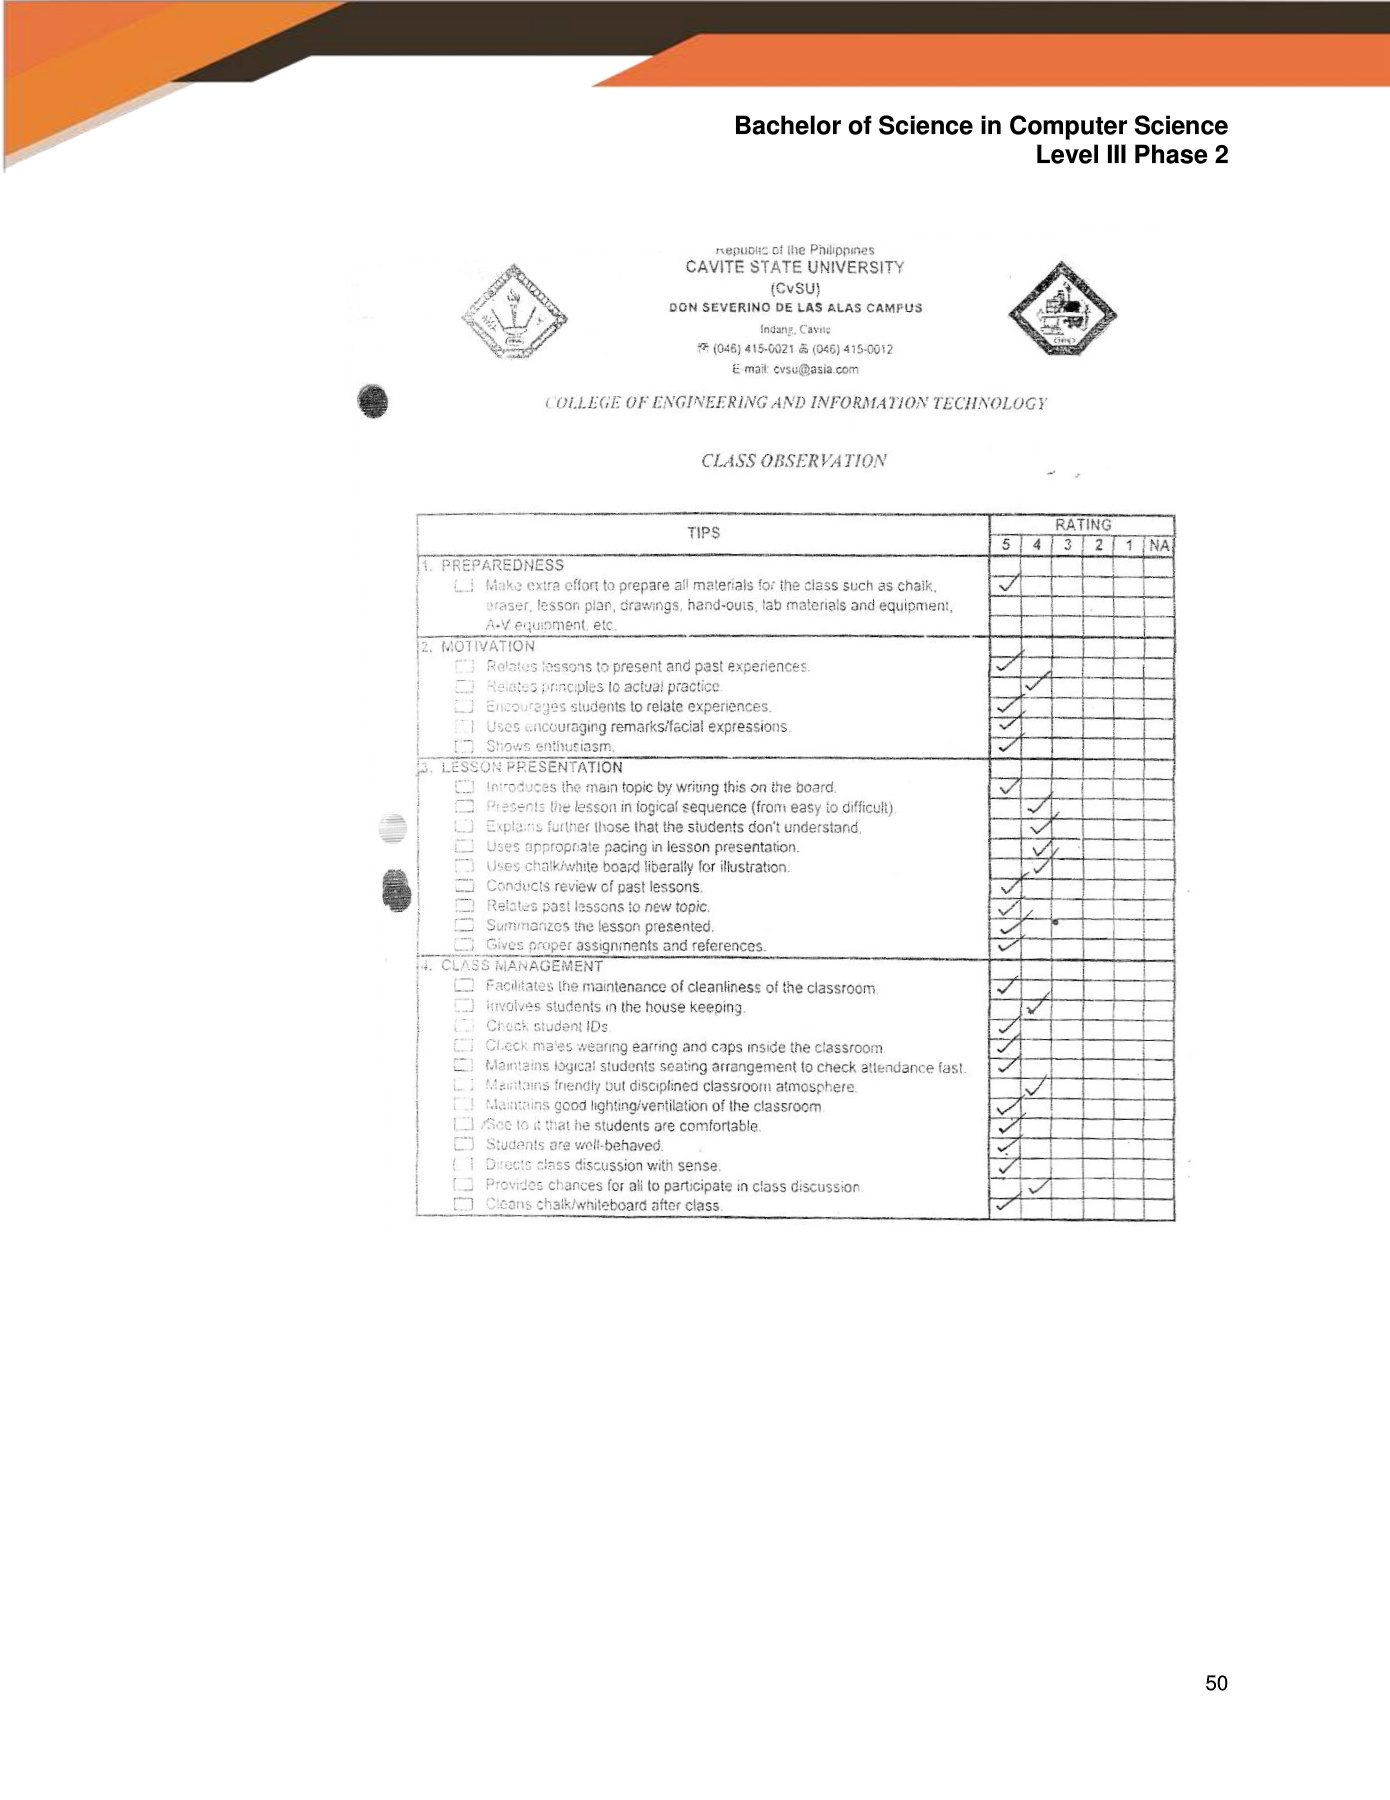 Bachelor of Science in Computer Science
Level III Phase 2
Republic of the Philippines
CAVITE STATE UNIVERSITY
(CvSU)
DON SEVERINO DE LAS ALAS CAMPUS
Indang, Cavite
(046) 415-0021 (046) 415-0012
E-mail: cvsu@asia.com
COLLEGE OF ENGINEERING AND INFORMATION TECHNOLOGY
CLASS OBSERVATION
TIPS RATING
5 4 3 2 1 NA
1. PREPAREDNESS
Make extra effort to prepare all materials for the class such as chalk,
eraser, lesson plan, drawings, hand-outs, lab materials and equipment,
A-V equipment, etc.
2. MOTIVATION
Relates lessons to present and past experiences.
Relates principles to actual practice.
Encourages students to relate experiences.
Uses encouraging remarks/facial expressions.
Shows enthusiasm.
3. LESSON PRESENTATION
Introduces the main topic by writing this on the board.
Presents the lesson in logical sequence (from easy to difficult).
Explains further those that the students don't understand.
Uses appropriate pacing in lesson presentation.
Uses chalk/white board liberally for illustration.
Conducts review of past lessons.
Relates past lessons to new topic.
Summarizes the lesson presented.
Gives proper assignments and references.
4. CLASS MANAGEMENT
Facilitates the maintenance of cleanliness of the classroom.
Involves students in the house keeping.
Check student IDs.
Check males wearing earring and caps inside the classroom.
Maintains logical students seating arrangement to check attendance fast.
Maintains friendly but disciplined classroom atmosphere.
Maintains good lighting/ventilation of the classroom.
See to it that he students are comfortable.
Students are well-behaved.
Directs class discussion with sense.
Provides chances for all to participate in class discussion.
Cleans chalk/whiteboard after class.
50